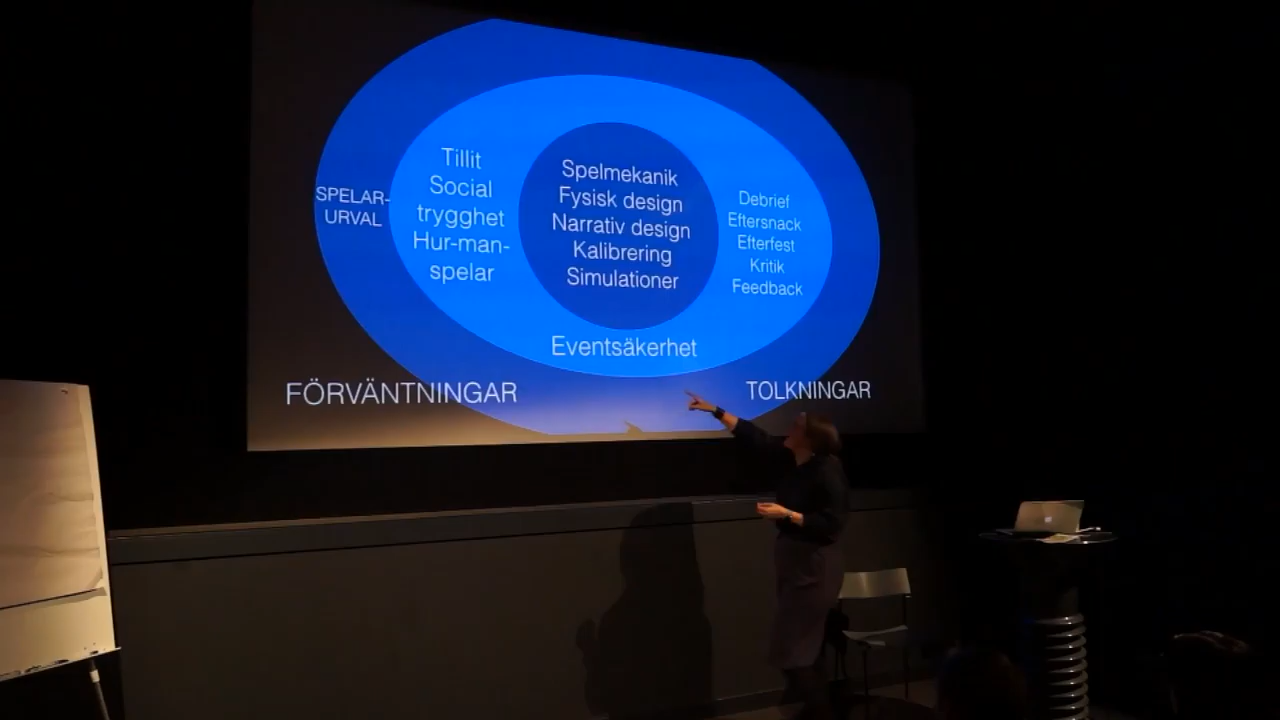 SPELAR-
URVAL
Tillit
Social
trygghet
Hur-man-
spelar
Spelmekanik
Fysisk design
Narrativ design
Kalibrering
Simulationer
Debrief
Eftersnack
Efterfest
Kritik
Feedback
Eventsäkerhet
FÖRVÄNTNINGAR
TOLKNINGAR